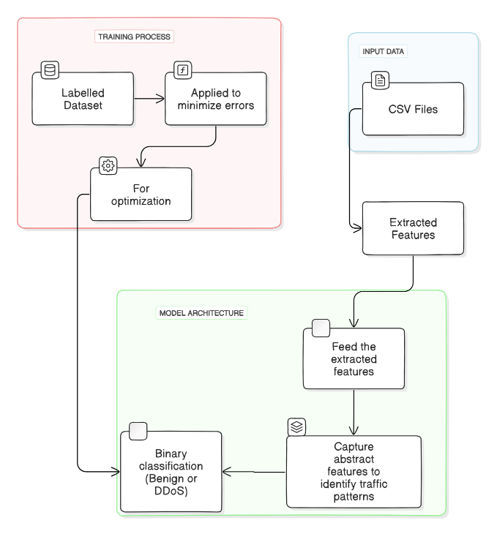 TRAINING PROCESS
Labelled
Dataset
Applied to
minimize errors
For
optimization
INPUT DATA
CSV Files
Extracted
Features
MODEL ARCHITECTURE
Feed the
extracted
features
Capture
abstract
features to
identify traffic
patterns
Binary
classification
(Benign or
DDoS)